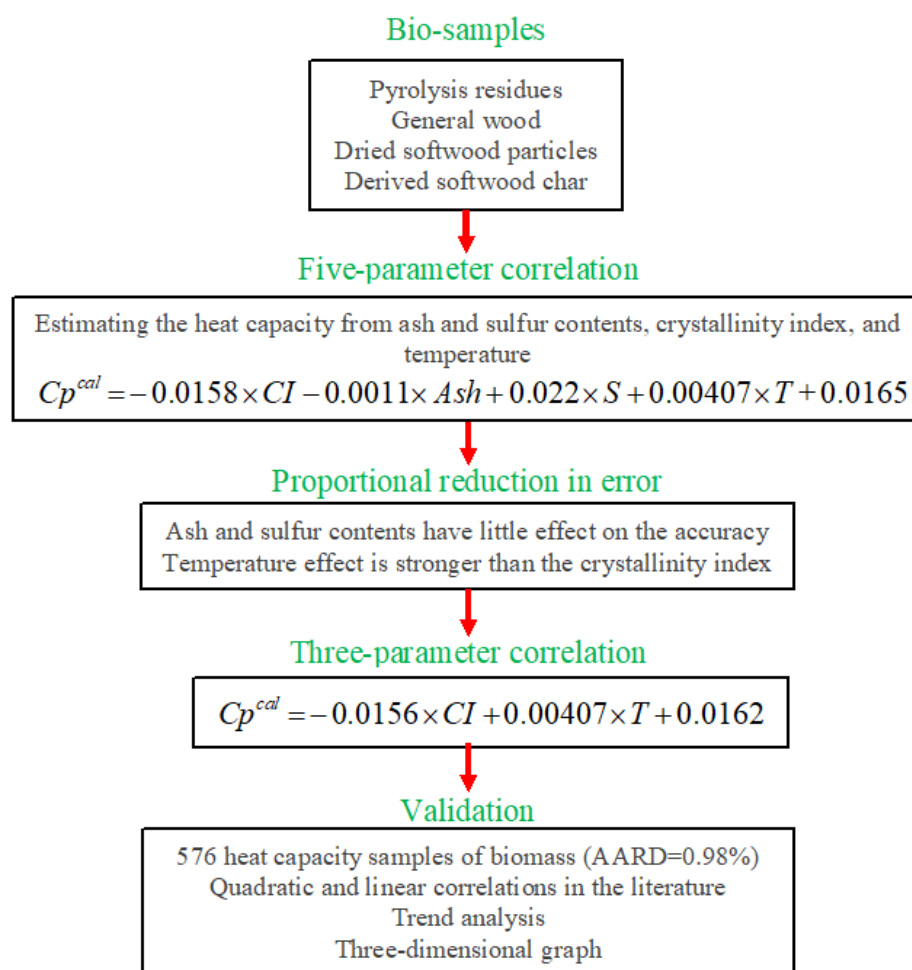 Bio-samples
Pyrolysis residues
General wood
Dried softwood particles
Derived softwood char
Five-parameter correlation
Estimating the heat capacity from ash and sulfur contents, crystallinity index, and
temperature
Cp^{cal} = −0.0158 × CI − 0.0011 × Ash + 0.022 × S + 0.00407 × T + 0.0165
Proportional reduction in error
Ash and sulfur contents have little effect on the accuracy
Temperature effect is stronger than the crystallinity index
Three-parameter correlation
Cp^{cal} = −0.0156 × CI + 0.00407 × T + 0.0162
Validation
576 heat capacity samples of biomass (AARD=0.98%)
Quadratic and linear correlations in the literature
Trend analysis
Three-dimensional graph